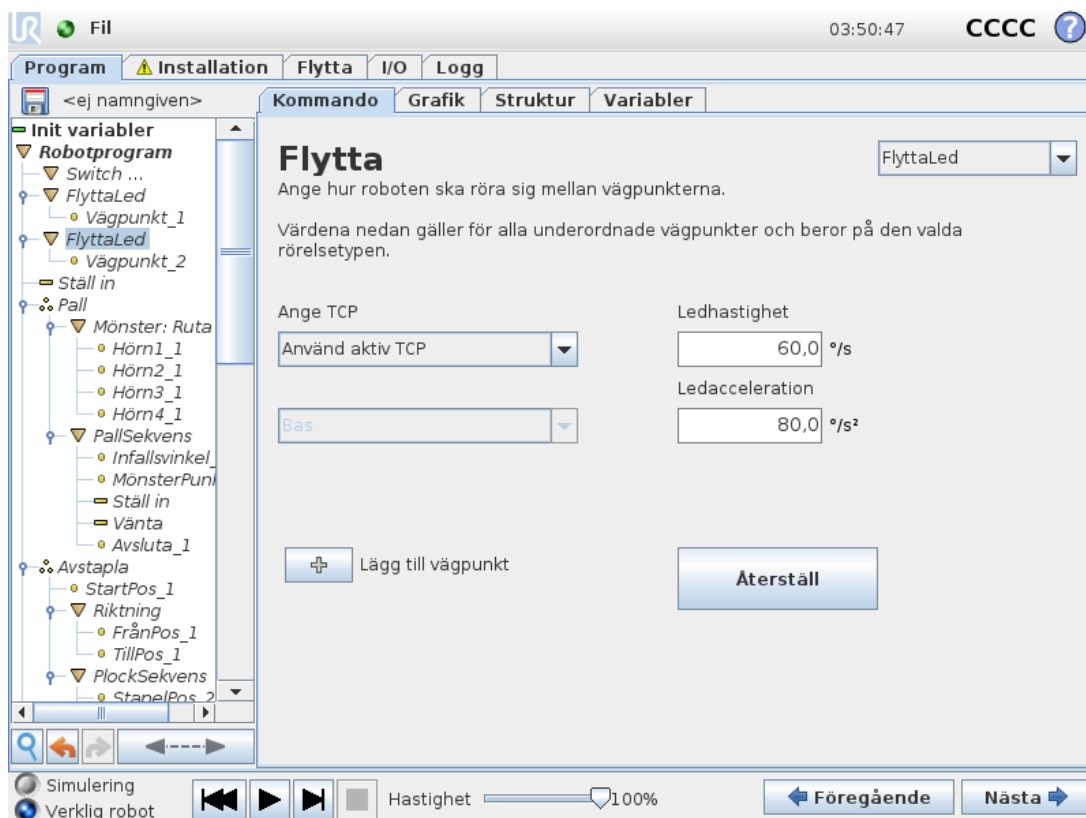 UR Fil 03:50:47 CCCC ?
Program Installation Flytta I/O Logg
<ej namngiven>
Kommando Grafik Struktur Variabler
Init variabler
Robotprogram
Switch ...
FlyttaLed
Vägpunkt_1
FlyttaLed
Vägpunkt_2
Ställ in
Pall
Mönster: Ruta
Hörn1_1
Hörn2_1
Hörn3_1
Hörn4_1
PallSekvens
Infallsvinkel_
MönsterPunk
Ställ in
Vänta
Avsluta_1
Avstapla
StartPos_1
Riktning
FrånPos_1
TillPos_1
PlockSekvens
StapelPos_2
Flytta
FlyttaLed
Ange hur roboten ska röra sig mellan vägpunkterna.
Värdena nedan gäller för alla underordnade vägpunkter och beror på den valda
rörelsetypen.
Ange TCP
Använd aktiv TCP
Bas
Ledhastighet
60,0 °/s
Ledacceleration
80,0 °/s²
Lägg till vägpunkt
Återställ
Simulering
Verklig robot
Hastighet 100%
Föregående Nästa